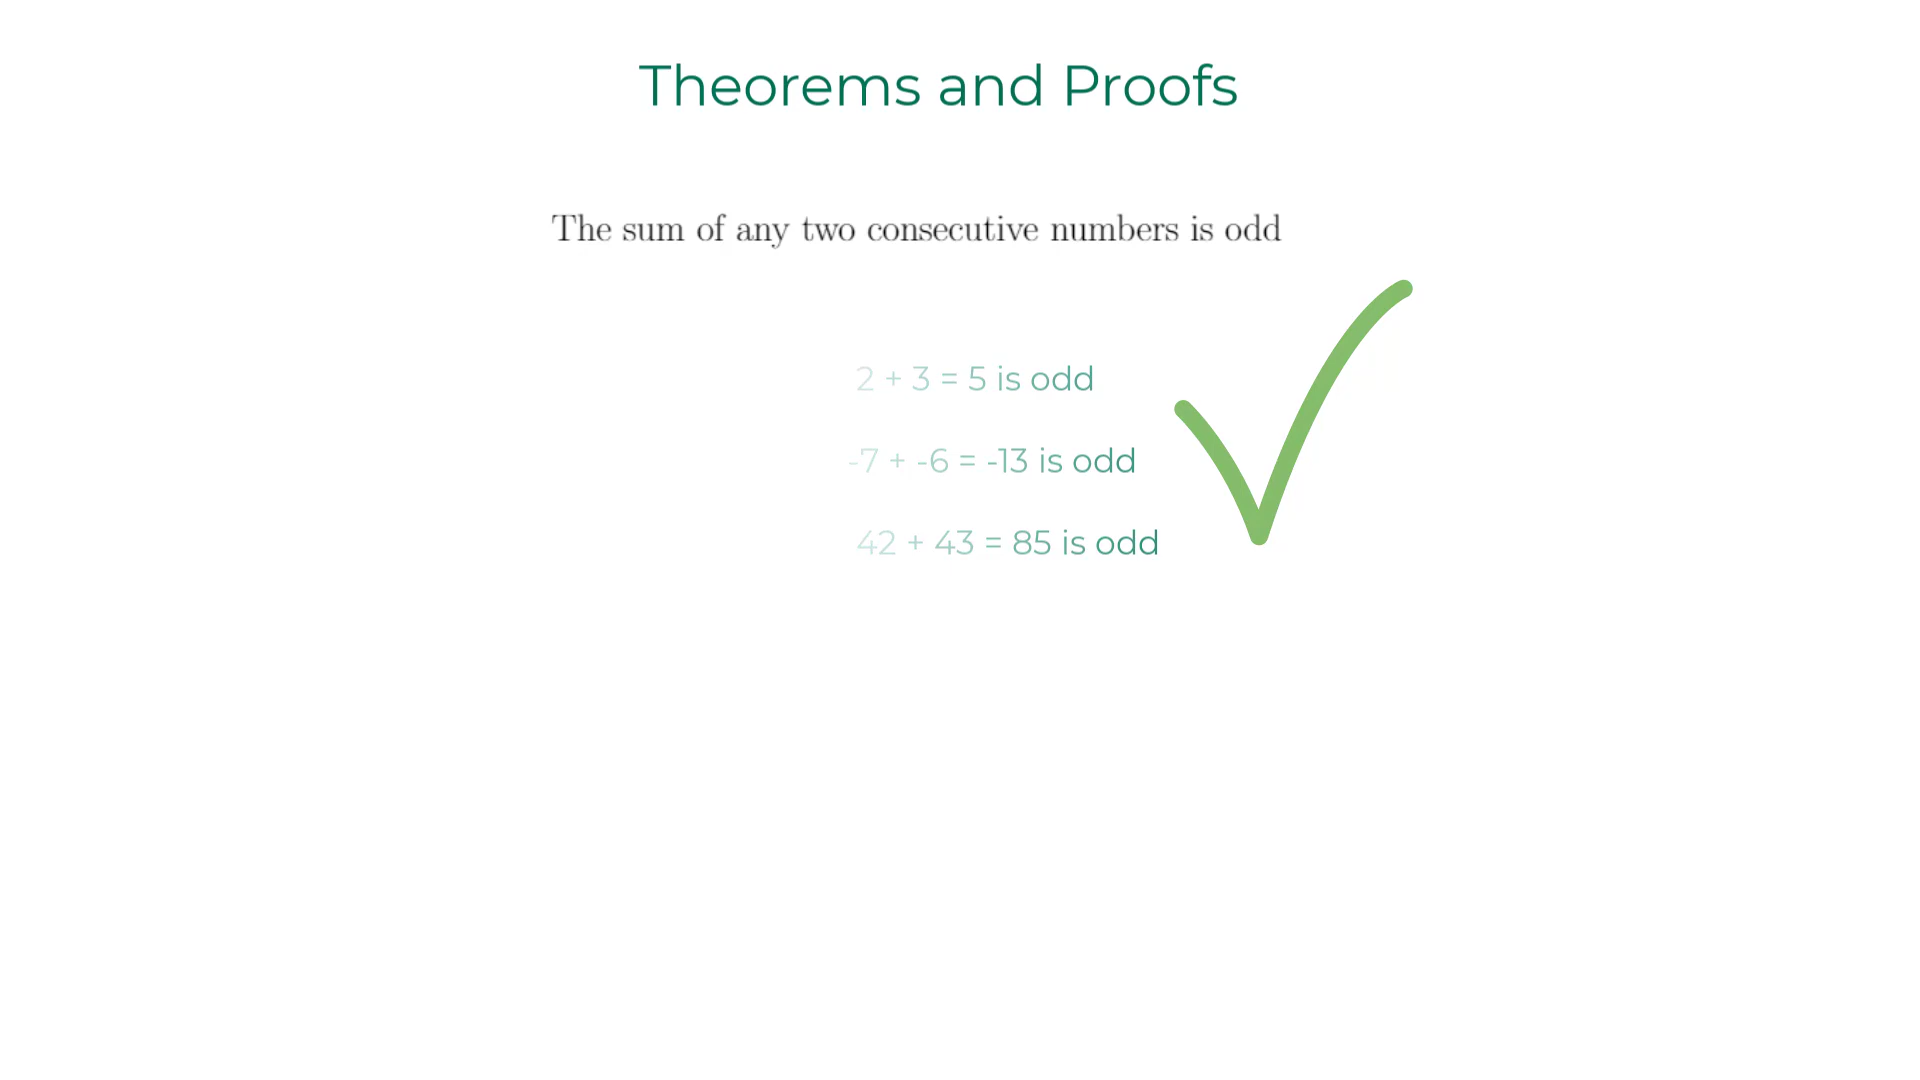 Theorems and Proofs
The sum of any two consecutive numbers is odd
2 + 3 = 5 is odd
-7 + -6 = -13 is odd
42 + 43 = 85 is odd